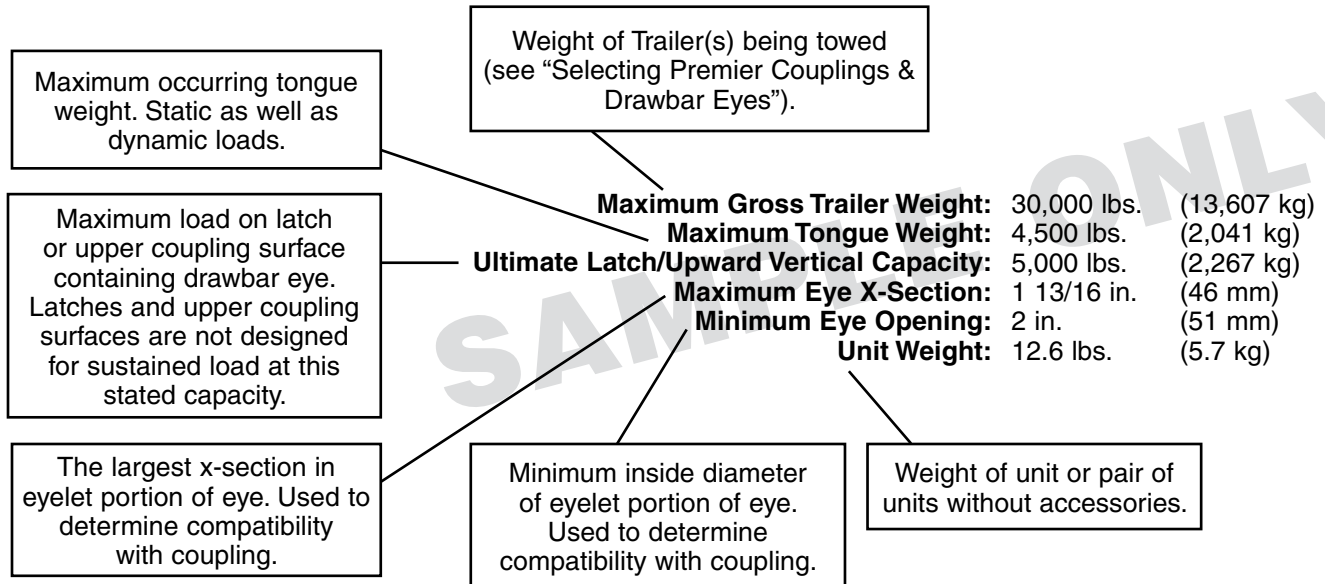 Weight of Trailer(s) being towed
(see “Selecting Premier Couplings &
Drawbar Eyes”).
Maximum occurring tongue
weight. Static as well as
dynamic loads.
Maximum load on latch
or upper coupling surface
containing drawbar eye.
Latches and upper coupling
surfaces are not designed
for sustained load at this
stated capacity.
Maximum Gross Trailer Weight: 30,000 lbs. (13,607 kg)
Maximum Tongue Weight: 4,500 lbs. (2,041 kg)
Ultimate Latch/Upward Vertical Capacity: 5,000 lbs. (2,267 kg)
Maximum Eye X-Section: 1 13/16 in. (46 mm)
Minimum Eye Opening: 2 in. (51 mm)
Unit Weight: 12.6 lbs. (5.7 kg)
SAMPLE ONLY
The largest x-section in
eyelet portion of eye. Used to
determine compatibility
with coupling.
Minimum inside diameter
of eyelet portion of eye.
Used to determine
compatibility with coupling.
Weight of unit or pair of
units without accessories.